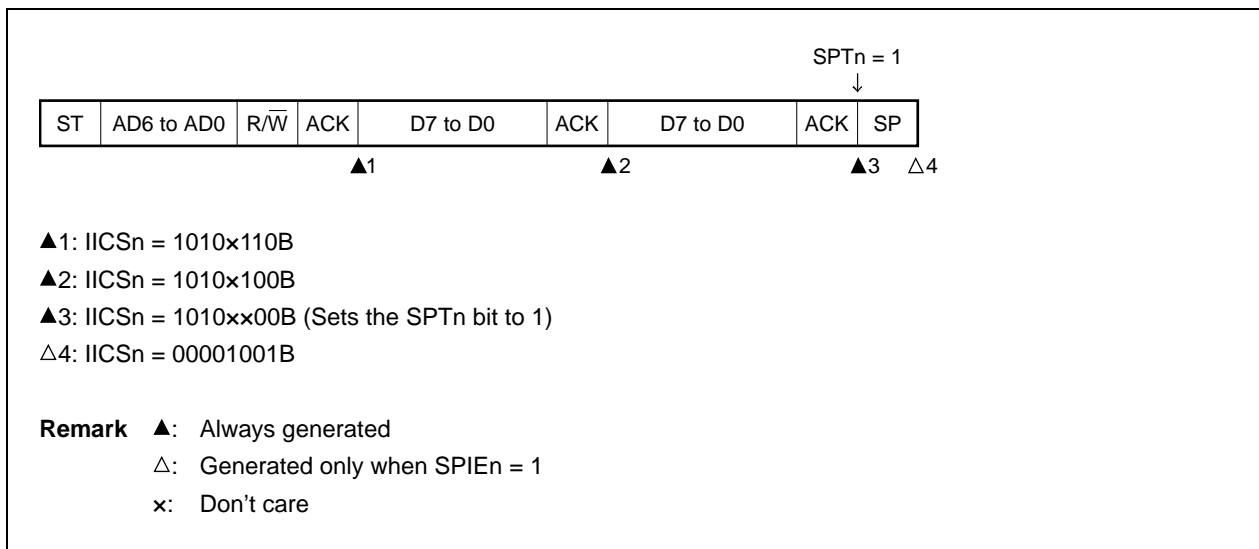 SPTn = 1
↓
ST AD6 to AD0 R/W̅ ACK D7 to D0 ACK D7 to D0 ACK SP
▲1 ▲2 ▲3 △4
▲1: IICSn = 1010×110B
▲2: IICSn = 1010×100B
▲3: IICSn = 1010××00B (Sets the SPTn bit to 1)
△4: IICSn = 00001001B
Remark ▲: Always generated
△: Generated only when SPIEn = 1
×: Don't care